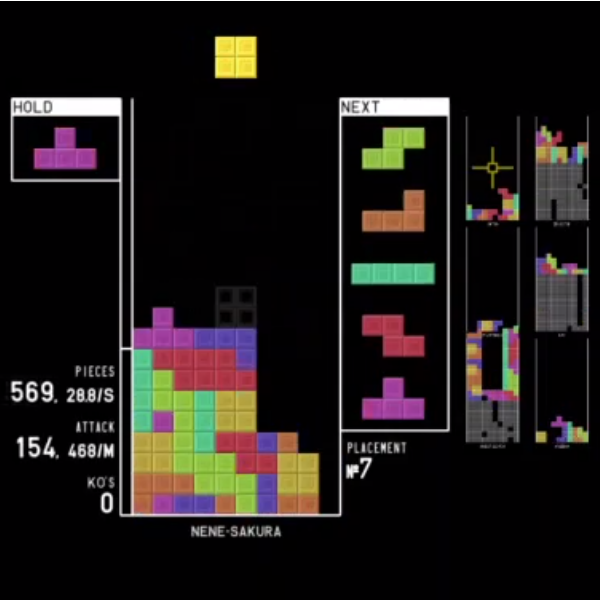 HOLD
NEXT
PIECES
569, 28.8/S
ATTACK
154, 468/M
KO'S
0
PLACEMENT
№7
NENE-SAKURA